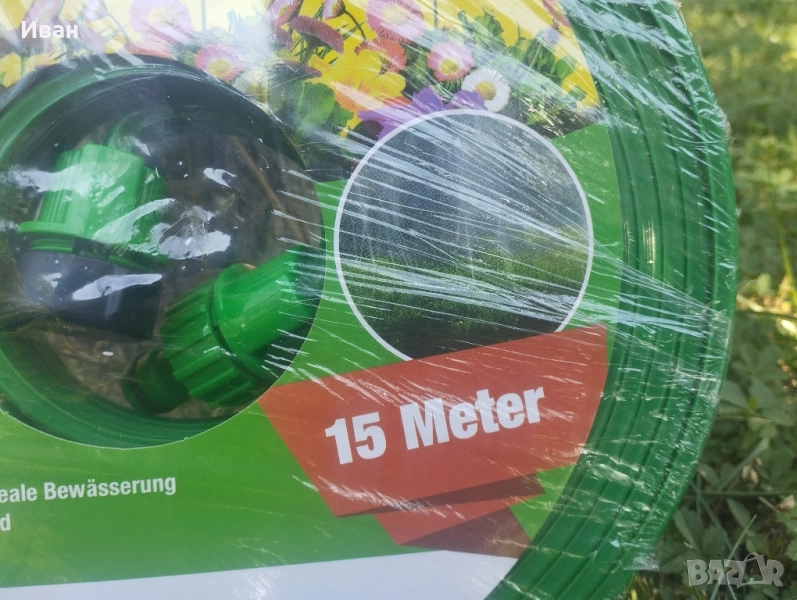 Иван
15 Meter
eale Bewässerung
d
BAZAR